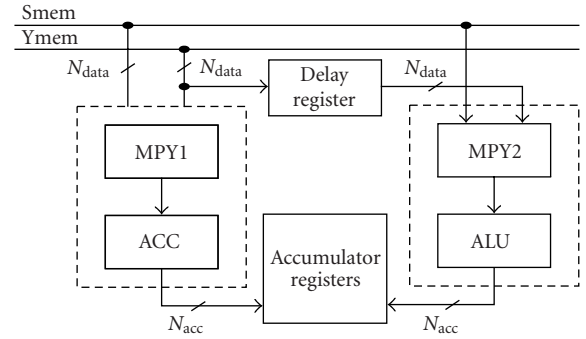 Smem
Ymem
N_data
N_data
Delay
register
N_data
MPY1
MPY2
ACC
Accumulator
registers
ALU
N_acc
N_acc